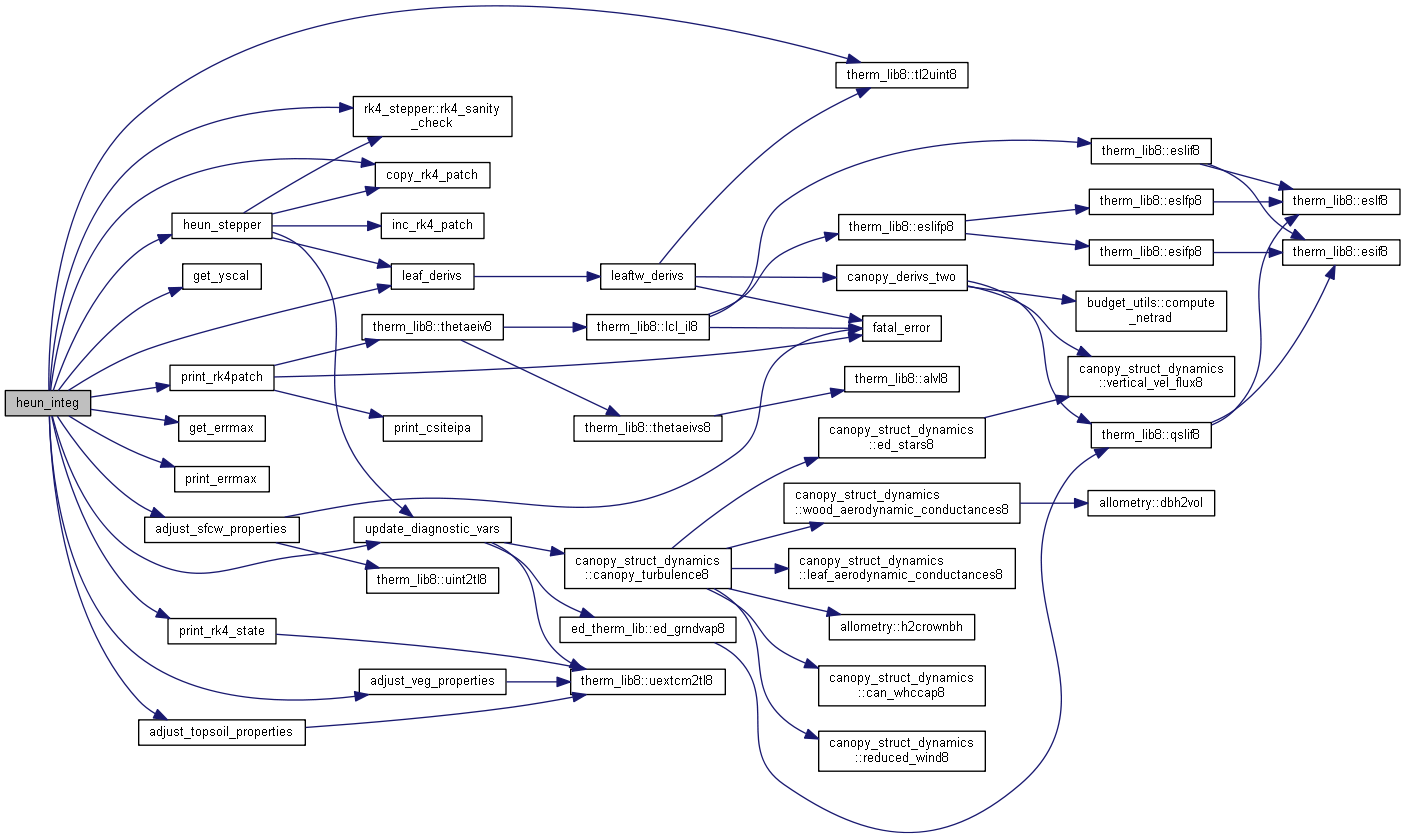 therm_lib8::tl2uint8
rk4_stepper::rk4_sanity
_check
copy_rk4_patch
heun_stepper
inc_rk4_patch
get_yscal
leaf_derivs
leaftw_derivs
therm_lib8::eslif8
therm_lib8::eslfp8
therm_lib8::eslf8
therm_lib8::eslifp8
therm_lib8::esifp8
therm_lib8::esif8
canopy_derivs_two
budget_utils::compute
_netrad
therm_lib8::thetaeiv8
therm_lib8::lcl_il8
fatal_error
print_rk4patch
therm_lib8::alvl8
canopy_struct_dynamics
::vertical_vel_flux8
heun_integ
get_errmax
print_csiteipa
therm_lib8::thetaeivs8
canopy_struct_dynamics
::ed_stars8
therm_lib8::qslif8
print_errmax
canopy_struct_dynamics
::wood_aerodynamic_conductances8
allometry::dbh2vol
adjust_sfcw_properties
update_diagnostic_vars
canopy_struct_dynamics
::canopy_turbulence8
canopy_struct_dynamics
::leaf_aerodynamic_conductances8
therm_lib8::uint2tl8
print_rk4_state
ed_therm_lib::ed_grndvap8
allometry::h2crownbh
adjust_veg_properties
therm_lib8::uextcm2tl8
canopy_struct_dynamics
::can_whccap8
adjust_topsoil_properties
canopy_struct_dynamics
::reduced_wind8